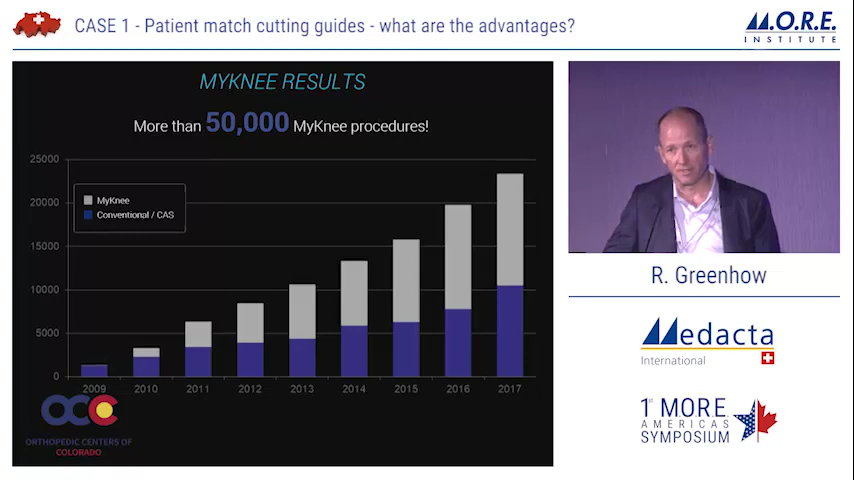 CASE 1 - Patient match cutting guides - what are the advantages?
M.O.R.E.
INSTITUTE
MYKNEE RESULTS
More than 50,000 MyKnee procedures!
25000
20000
15000
10000
5000
0
MyKnee
Conventional / CAS
2009 2010 2011 2012 2013 2014 2015 2016 2017
OCC
ORTHOPEDIC CENTERS OF
COLORADO
R. Greenhow
Medacta
International
1st MORE
AMERICAS
SYMPOSIUM